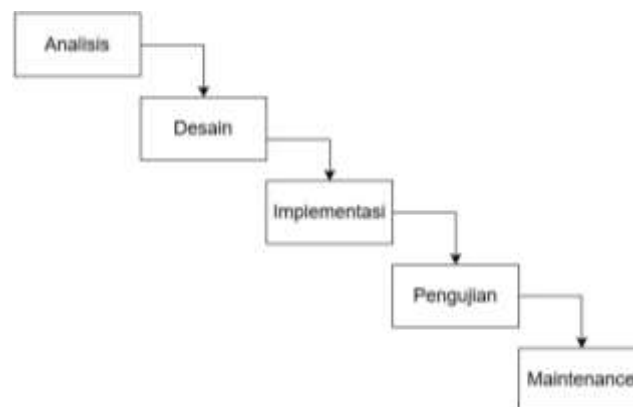 Analisis
Desain
Implementasi
Pengujian
Maintenance